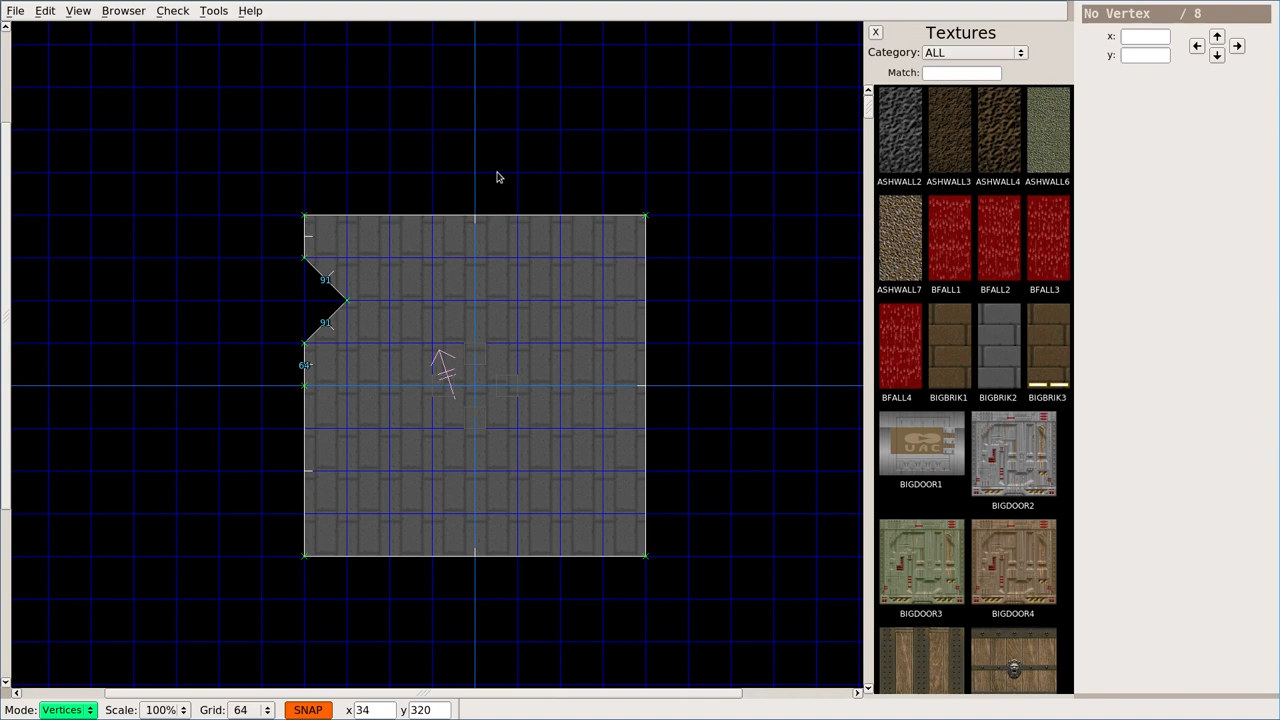 File Edit View Browser Check Tools Help
No Vertex / 8
X Textures
Category: ALL
Match:
x:
y:
ASHWALL2 ASHWALL3 ASHWALL4 ASHWALL6
ASHWALL7 BFALL1 BFALL2 BFALL3
BFALL4 BIGBRIK1 BIGBRIK2 BIGBRIK3
UAC
BIGDOOR1 BIGDOOR2
BIGDOOR3 BIGDOOR4
91
91
64
Mode: Vertices Scale: 100% Grid: 64 SNAP x 34 y 320